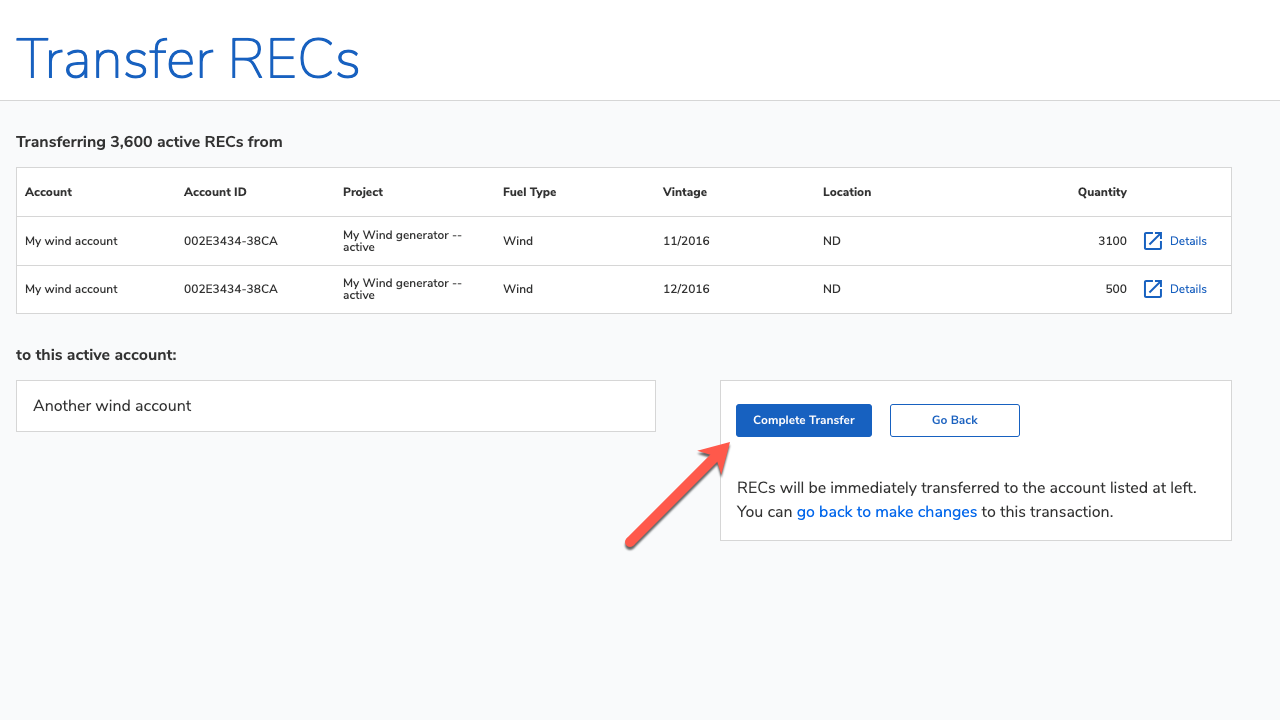 Transfer RECs
Transferring 3,600 active RECs from
Account Account ID Project Fuel Type Vintage Location Quantity
My wind account 002E3434-38CA My Wind generator -- active Wind 11/2016 ND 3100 Details
My wind account 002E3434-38CA My Wind generator -- active Wind 12/2016 ND 500 Details
to this active account:
Another wind account
Complete Transfer Go Back
RECs will be immediately transferred to the account listed at left.
You can go back to make changes to this transaction.